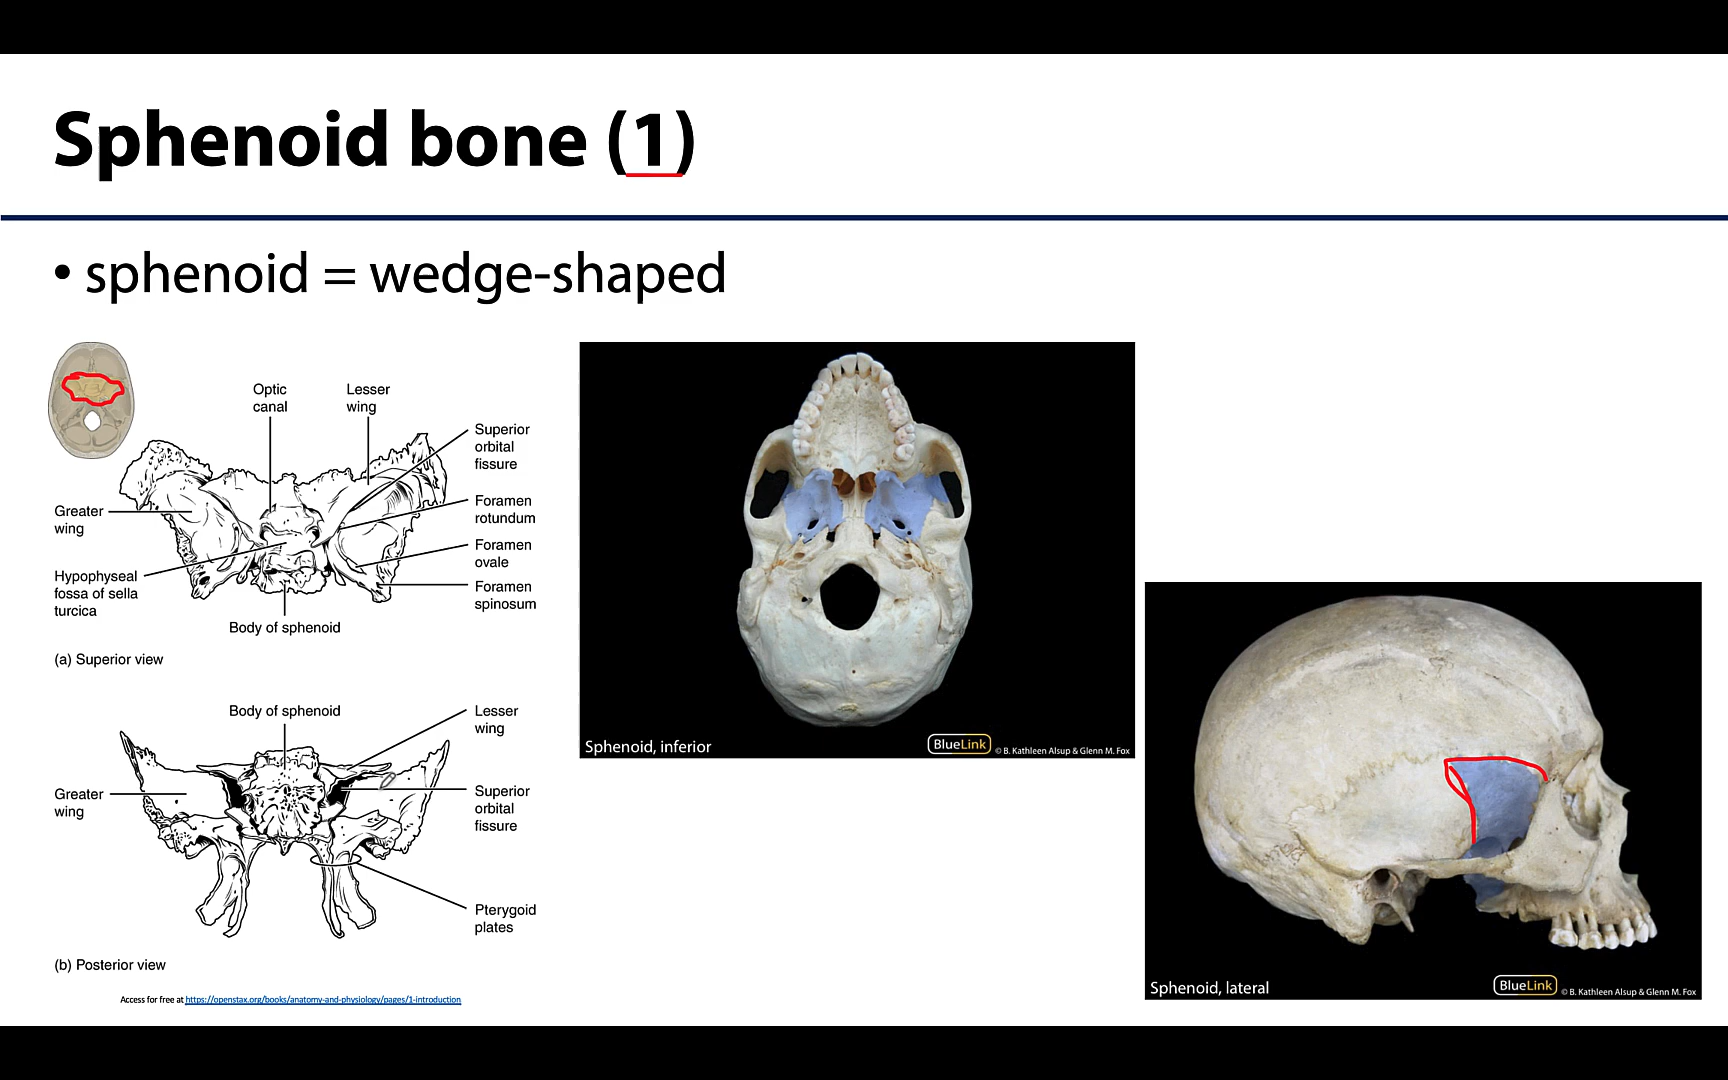 Sphenoid bone (1)
• sphenoid = wedge-shaped
Optic
canal
Lesser
wing
Superior
orbital
fissure
Greater
wing
Foramen
rotundum
Foramen
ovale
Hypophyseal
fossa of sella
turcica
Foramen
spinosum
Body of sphenoid
(a) Superior view
Body of sphenoid
Lesser
wing
Greater
wing
Superior
orbital
fissure
Pterygoid
plates
(b) Posterior view
Access for free at https://openstax.org/books/anatomy-and-physiology/pages/1-introduction
Sphenoid, inferior
BlueLink © B. Kathleen Alsup & Glenn M. Fox
Sphenoid, lateral
BlueLink © B. Kathleen Alsup & Glenn M. Fox